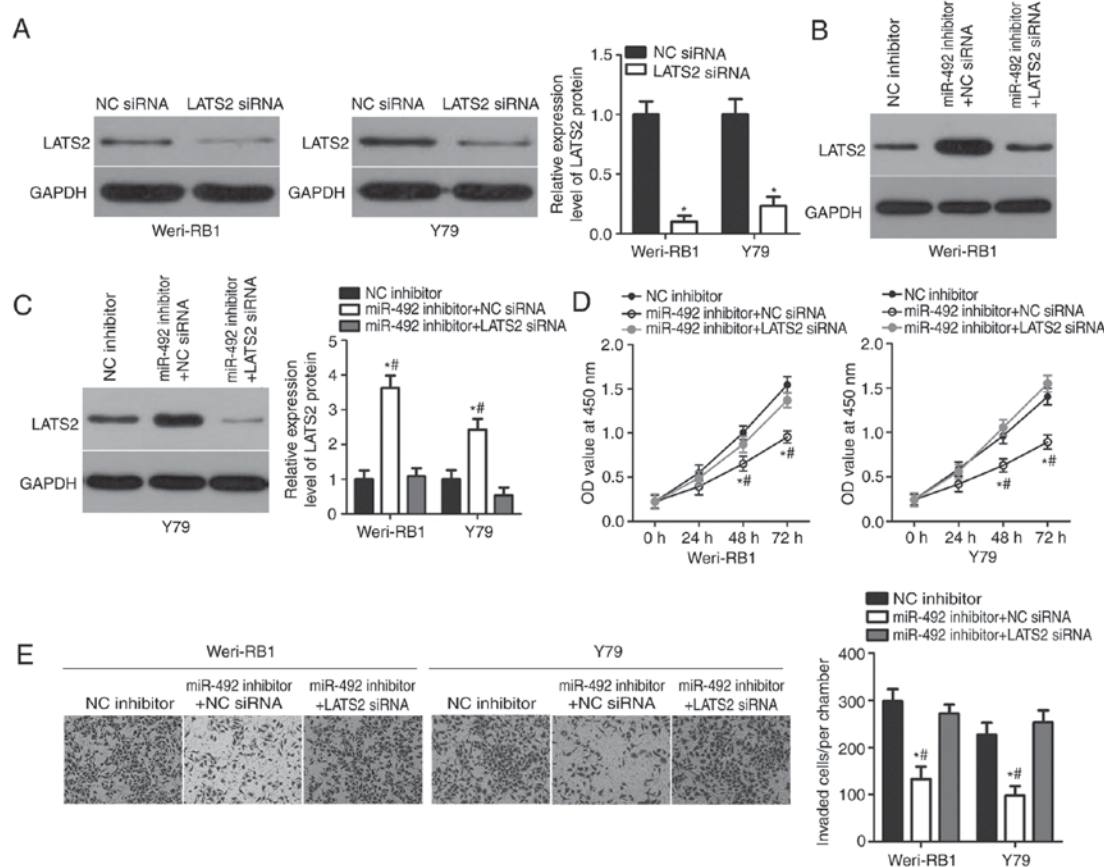 A
NC siRNA LATS2 siRNA
LATS2
GAPDH
Weri-RB1
NC siRNA LATS2 siRNA
LATS2
GAPDH
Y79
NC siRNA
LATS2 siRNA
Relative expression
level of LATS2 protein
1.5
1.0
0.5
0.0
*
*
Weri-RB1 Y79
B
NC inhibitor
miR-492 inhibitor
+NC siRNA
miR-492 inhibitor
+LATS2 siRNA
LATS2
GAPDH
Weri-RB1
C
NC inhibitor
miR-492 inhibitor
+NC siRNA
miR-492 inhibitor
+LATS2 siRNA
LATS2
GAPDH
Y79
NC inhibitor
miR-492 inhibitor+NC siRNA
miR-492 inhibitor+LATS2 siRNA
Relative expression
level of LATS2 protein
5
4
3
2
1
0
*#
*#
Weri-RB1 Y79
D
NC inhibitor
miR-492 inhibitor+NC siRNA
miR-492 inhibitor+LATS2 siRNA
OD value at 450 nm
2.0
1.5
1.0
0.5
0.0
*#
*#
0 h 24 h 48 h 72 h
Weri-RB1
NC inhibitor
miR-492 inhibitor+NC siRNA
miR-492 inhibitor+LATS2 siRNA
OD value at 450 nm
2.0
1.5
1.0
0.5
0.0
*#
*#
0 h 24 h 48 h 72 h
Y79
E
Weri-RB1
NC inhibitor
miR-492 inhibitor
+NC siRNA
miR-492 inhibitor
+LATS2 siRNA
Y79
NC inhibitor
miR-492 inhibitor
+NC siRNA
miR-492 inhibitor
+LATS2 siRNA
NC inhibitor
miR-492 inhibitor+NC siRNA
miR-492 inhibitor+LATS2 siRNA
Invaded cells/per chamber
400
300
200
100
0
*#
*#
Weri-RB1 Y79